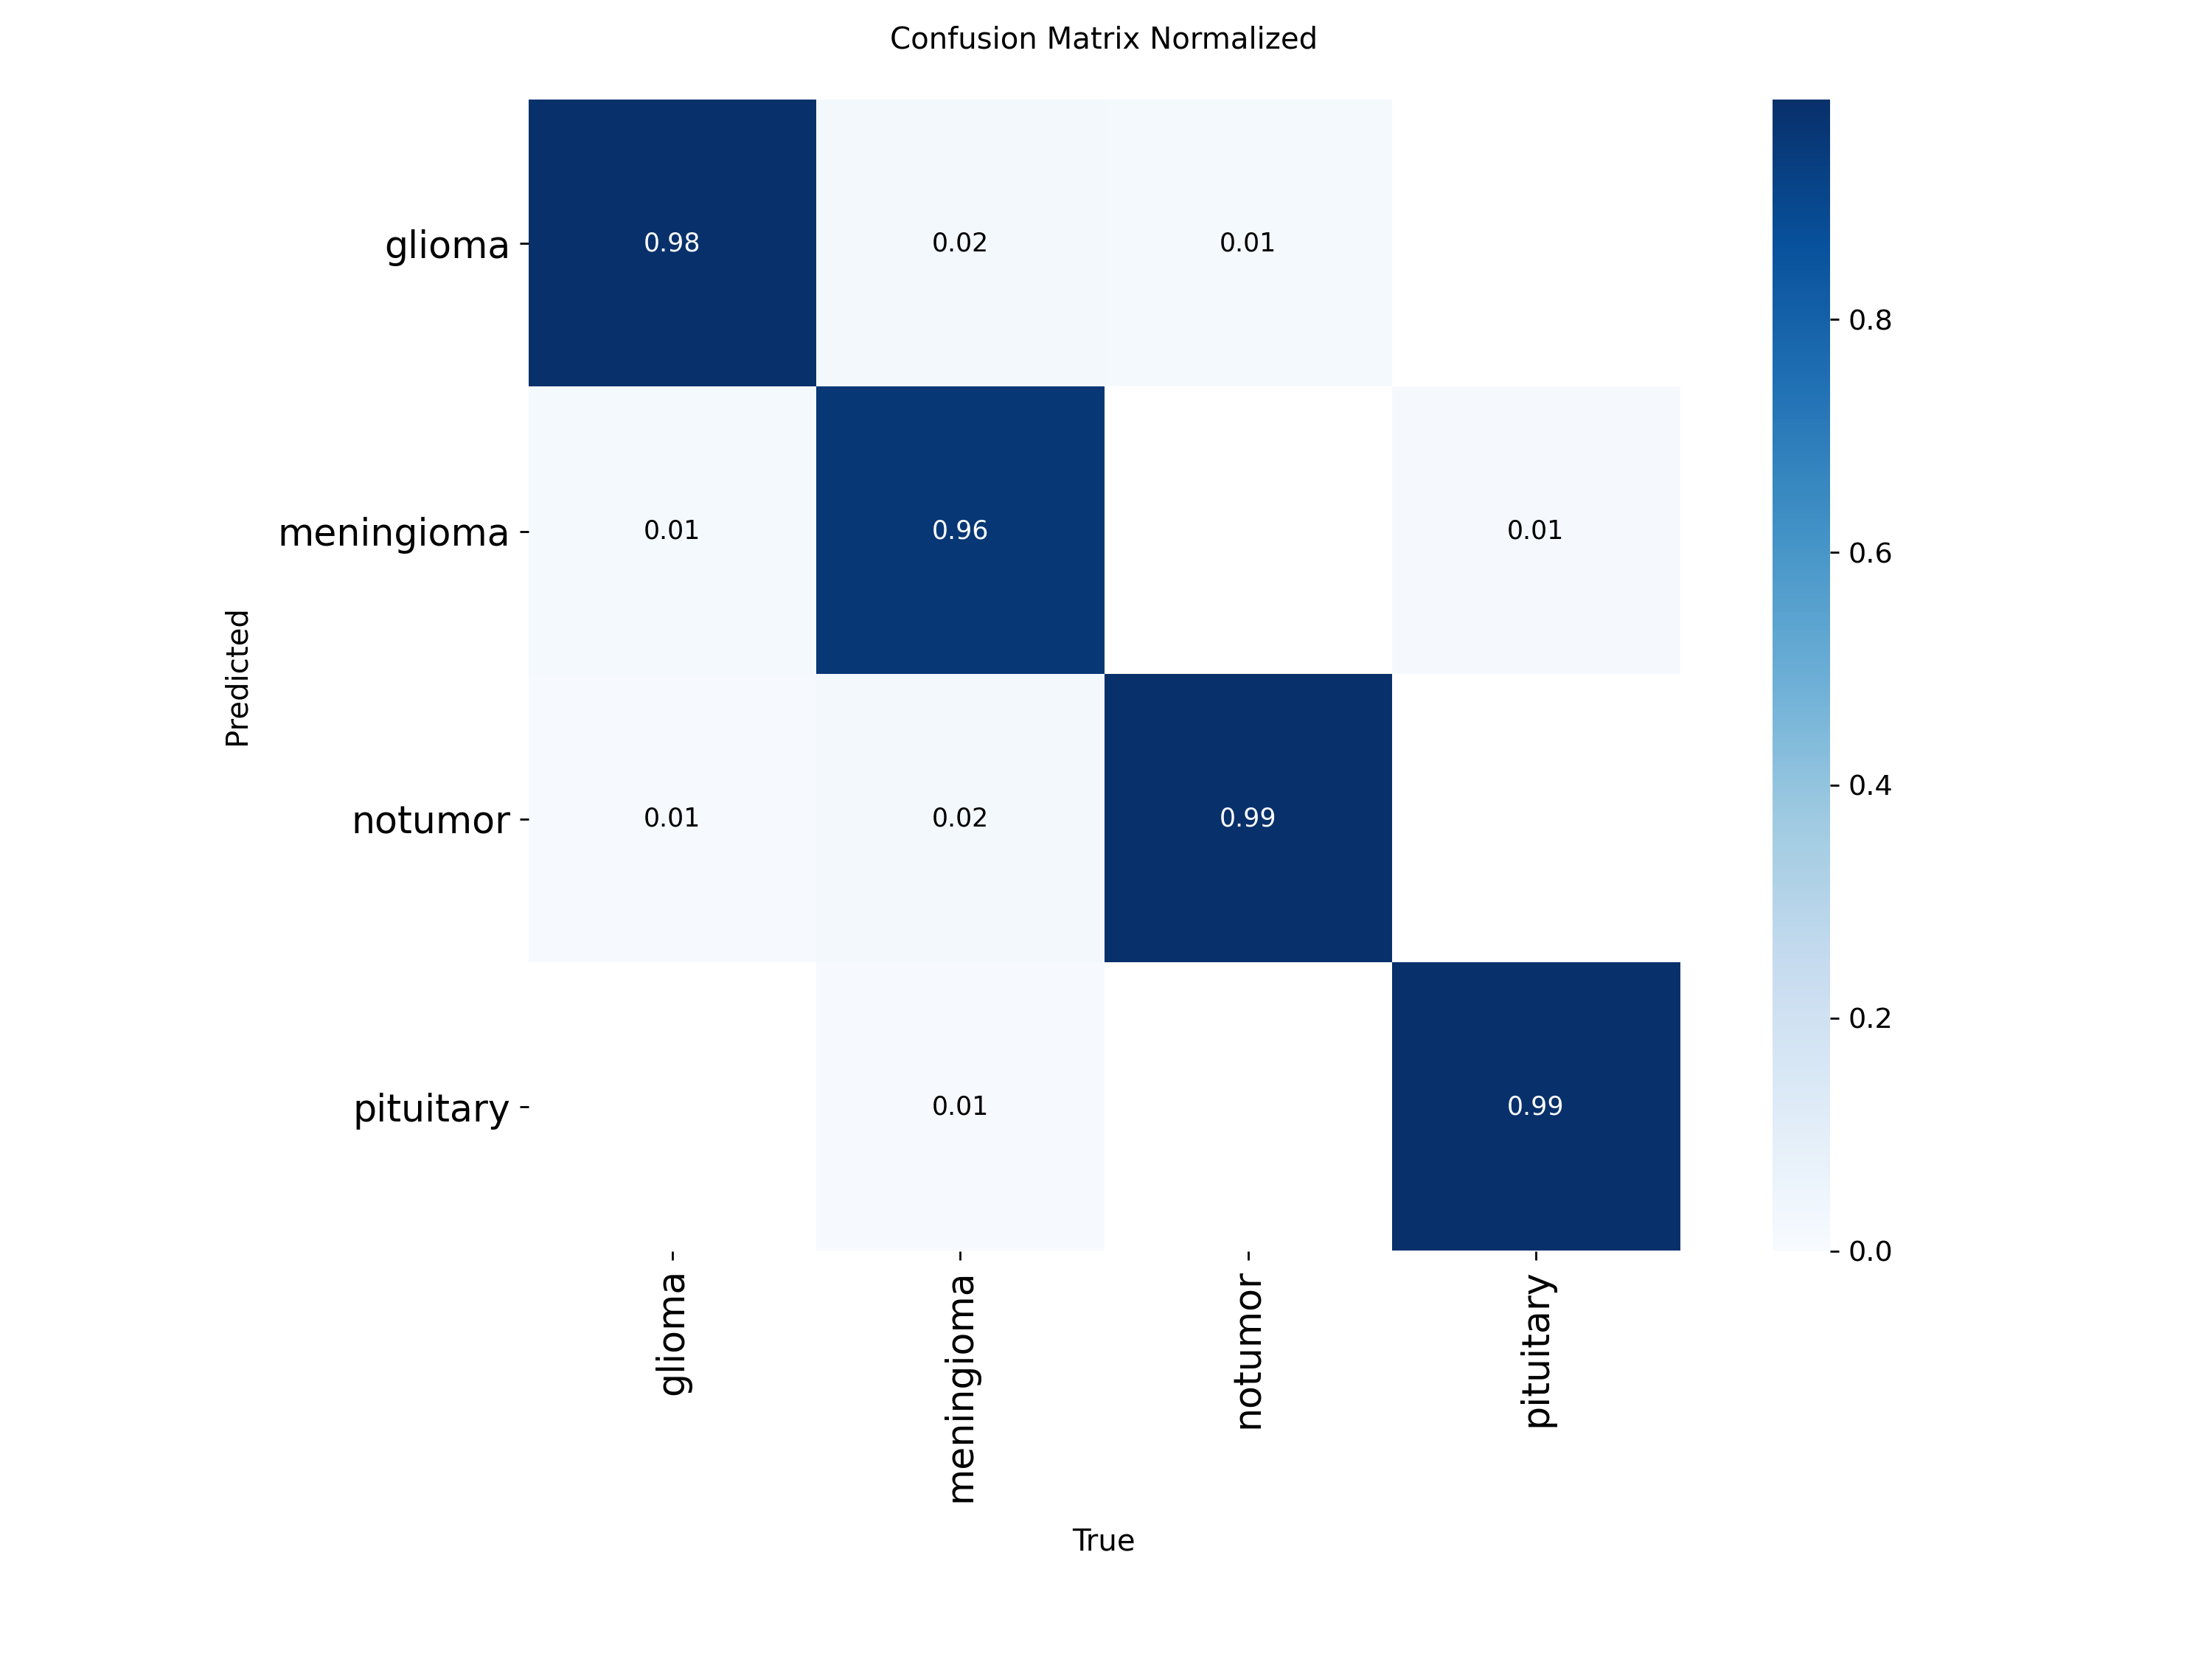 Confusion Matrix Normalized
glioma
0.98
0.02
0.01
0.8
meningioma
0.01
0.96
0.01
0.6
Predicted
notumor
0.01
0.02
0.99
0.4
pituitary
0.01
0.99
0.2
0.0
glioma
meningioma
notumor
pituitary
True